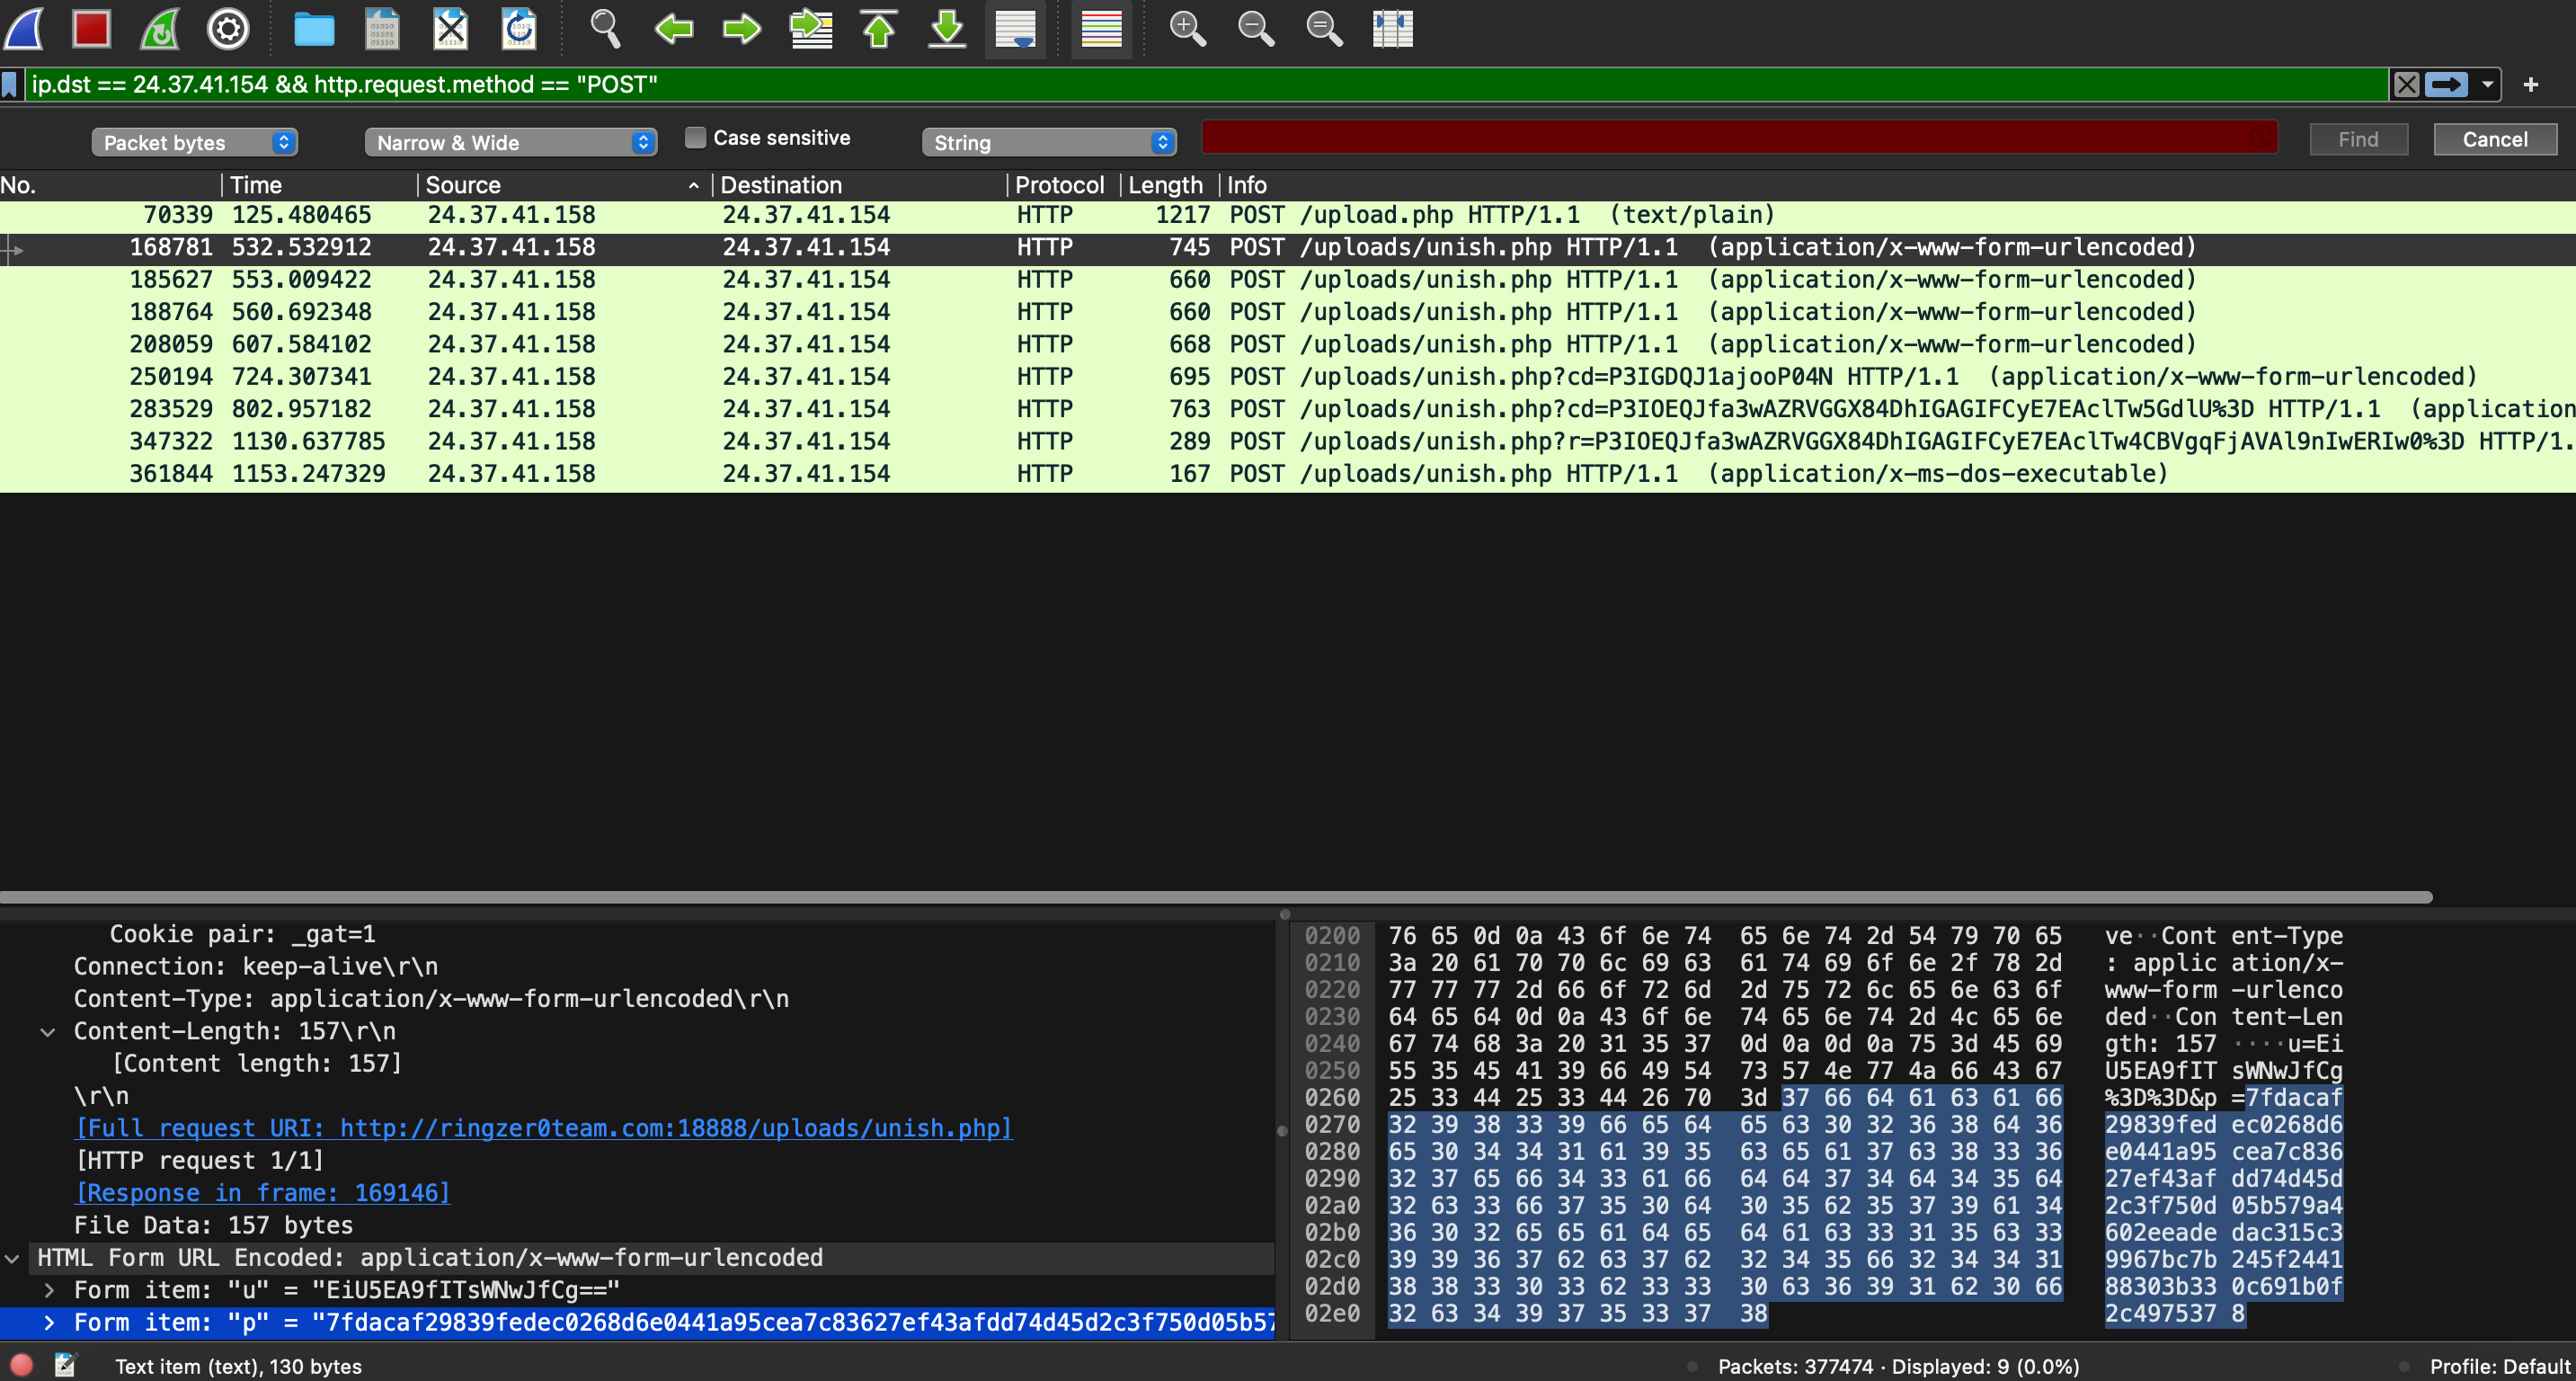 ip.dst == 24.37.41.154 && http.request.method == "POST"
Packet bytes Narrow & Wide Case sensitive String Find Cancel
No. Time Source Destination Protocol Length Info
70339 125.480465 24.37.41.158 24.37.41.154 HTTP 1217 POST /upload.php HTTP/1.1 (text/plain)
168781 532.532912 24.37.41.158 24.37.41.154 HTTP 745 POST /uploads/unish.php HTTP/1.1 (application/x-www-form-urlencoded)
185627 553.009422 24.37.41.158 24.37.41.154 HTTP 660 POST /uploads/unish.php HTTP/1.1 (application/x-www-form-urlencoded)
188764 560.692348 24.37.41.158 24.37.41.154 HTTP 660 POST /uploads/unish.php HTTP/1.1 (application/x-www-form-urlencoded)
208059 607.584102 24.37.41.158 24.37.41.154 HTTP 668 POST /uploads/unish.php HTTP/1.1 (application/x-www-form-urlencoded)
250194 724.307341 24.37.41.158 24.37.41.154 HTTP 695 POST /uploads/unish.php?cd=P3IGDQJ1ajooP04N HTTP/1.1 (application/x-www-form-urlencoded)
283529 802.957182 24.37.41.158 24.37.41.154 HTTP 763 POST /uploads/unish.php?cd=P3IOEQJfa3wAZRVGGX84DhIGAGIFCyE7EAclTw5GdlU%3D HTTP/1.1 (application
347322 1130.637785 24.37.41.158 24.37.41.154 HTTP 289 POST /uploads/unish.php?r=P3IOEQJfa3wAZRVGGX84DhIGAGIFCyE7EAclTw4CBVgqFjAVAl9nIwERIw0%3D HTTP/1.
361844 1153.247329 24.37.41.158 24.37.41.154 HTTP 167 POST /uploads/unish.php HTTP/1.1 (application/x-ms-dos-executable)
Cookie pair: _gat=1
Connection: keep-alive\r\n
Content-Type: application/x-www-form-urlencoded\r\n
Content-Length: 157\r\n
[Content length: 157]
\r\n
[Full request URI: http://ringzer0team.com:18888/uploads/unish.php]
[HTTP request 1/1]
[Response in frame: 169146]
File Data: 157 bytes
HTML Form URL Encoded: application/x-www-form-urlencoded
Form item: "u" = "EiU5EA9fITsWNwJfCg=="
Form item: "p" = "7fdacaf29839fedec0268d6e0441a95cea7c83627ef43afdd74d45d2c3f750d05b57
0200 76 65 0d 0a 43 6f 6e 74 65 6e 74 2d 54 79 70 65 ve··Cont ent-Type
0210 3a 20 61 70 70 6c 69 63 61 74 69 6f 6e 2f 78 2d : applic ation/x-
0220 77 77 77 2d 66 6f 72 6d 2d 75 72 6c 65 6e 63 6f www-form -urlenco
0230 64 65 64 0d 0a 43 6f 6e 74 65 6e 74 2d 4c 65 6e ded··Con tent-Len
0240 67 74 68 3a 20 31 35 37 0d 0a 0d 0a 75 3d 45 69 gth: 157 ····u=Ei
0250 55 35 45 41 39 66 49 54 73 57 4e 77 4a 66 43 67 U5EA9fIT sWNwJfCg
0260 25 33 44 25 33 44 26 70 3d 37 66 64 61 63 61 66 %3D%3D&p =7fdacaf
0270 32 39 38 33 39 66 65 64 65 63 30 32 36 38 64 36 29839fed ec0268d6
0280 65 30 34 34 31 61 39 35 63 65 61 37 63 38 33 36 e0441a95 cea7c836
0290 32 37 65 66 34 33 61 66 64 64 37 34 64 34 35 64 27ef43af dd74d45d
02a0 32 63 33 66 37 35 30 64 30 35 62 35 37 39 61 34 2c3f750d 05b579a4
02b0 36 30 32 65 65 61 64 65 64 61 63 33 31 35 63 33 602eeade dac315c3
02c0 39 39 36 37 62 63 37 62 32 34 35 66 32 34 34 31 9967bc7b 245f2441
02d0 38 38 33 30 33 62 33 33 30 63 36 39 31 62 30 66 88303b33 0c691b0f
02e0 32 63 34 39 37 35 33 37 38 2c497537 8
Text item (text), 130 bytes Packets: 377474 · Displayed: 9 (0.0%) Profile: Default